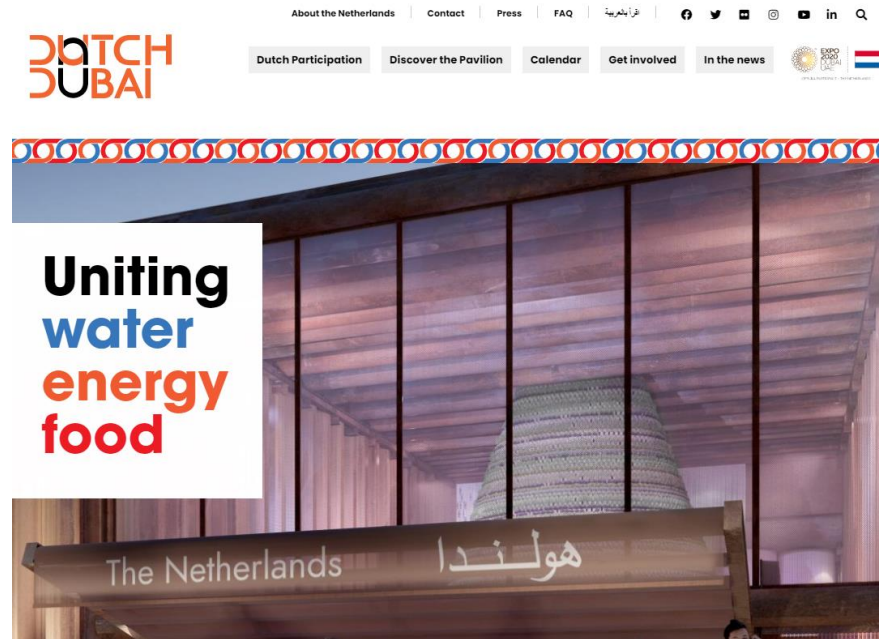 About the Netherlands
Contact
Press
FAQ
اقرأ بالعربية
DUTCH
DUBAI
Dutch Participation
Discover the Pavilion
Calendar
Get involved
In the news
EXPO
2020
DUBAI
UAE
Uniting
water
energy
food
The Netherlands
هولندا